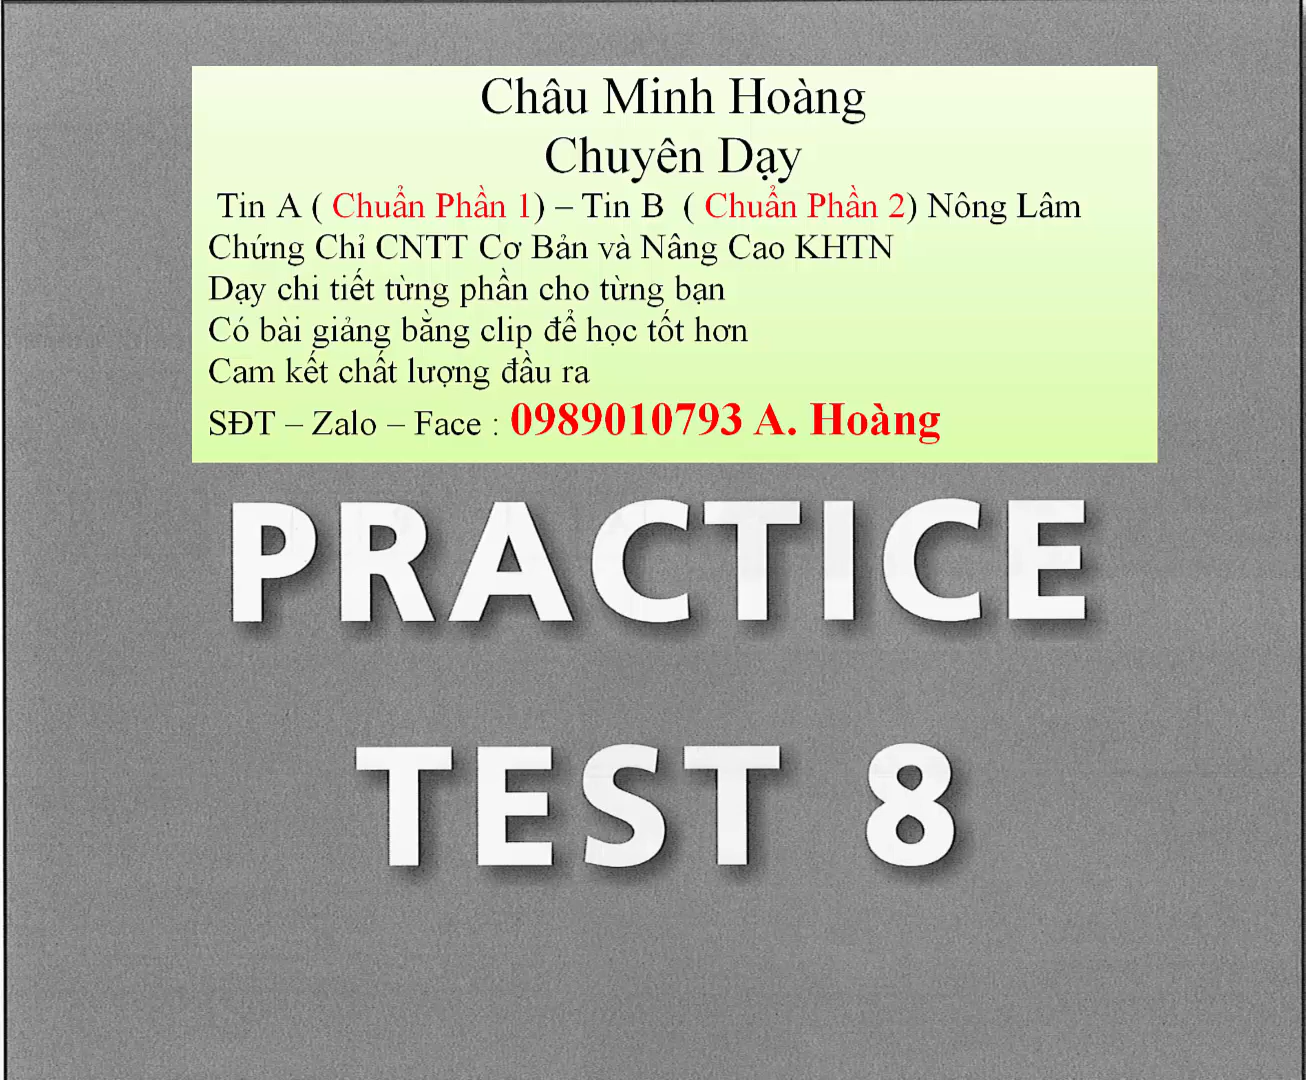 Châu Minh Hoàng
Chuyên Dạy
Tin A ( Chuẩn Phần 1) – Tin B ( Chuẩn Phần 2) Nông Lâm
Chứng Chỉ CNTT Cơ Bản và Nâng Cao KHTN
Dạy chi tiết từng phần cho từng bạn
Có bài giảng bằng clip để học tốt hơn
Cam kết chất lượng đầu ra
SĐT – Zalo – Face : 0989010793 A. Hoàng
PRACTICE
TEST 8